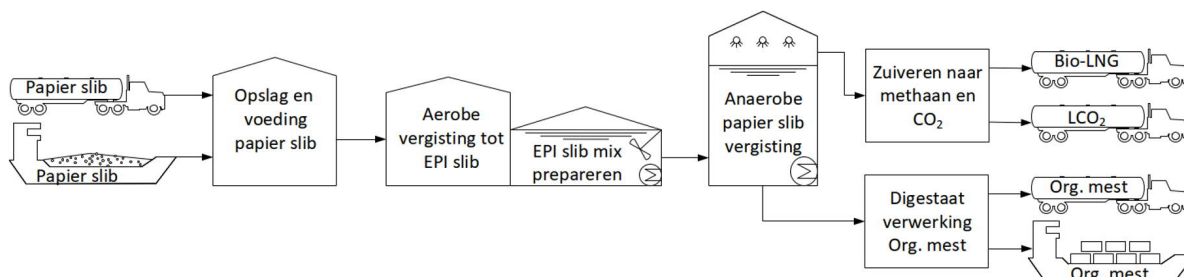 Papier slib
Papier slib
Opslag en
voeding
papier slib
Aerobe
vergisting tot
EPI slib
EPI slib mix
prepareren
Anaerobe
papier slib
vergisting
Zuiveren naar
methaan en
CO₂
Bio-LNG
LCO₂
Digestaat
verwerking
Org. mest
Org. mest
Org. mest